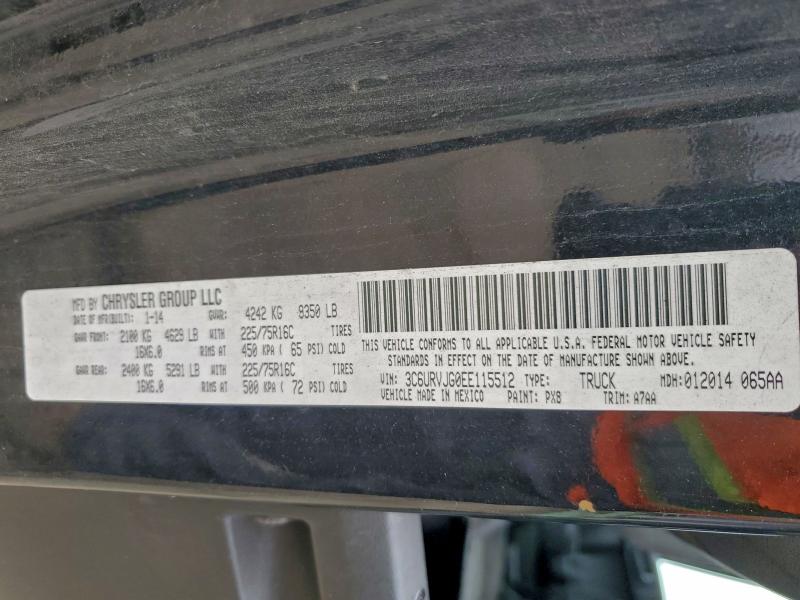 MFD BY CHRYSLER GROUP LLC
DATE OF MFR(BUILT): 1-14 GVWR: 4242 KG 9350 LB
GAWR FRONT: 2100 KG 4629 LB WITH 225/75R16C TIRES
16X6.0 RIMS AT 450 KPA ( 65 PSI) COLD
GAWR REAR: 2400 KG 5291 LB WITH 225/75R16C TIRES
16X6.0 RIMS AT 500 KPA ( 72 PSI) COLD
THIS VEHICLE CONFORMS TO ALL APPLICABLE U.S.A. FEDERAL MOTOR VEHICLE SAFETY
STANDARDS IN EFFECT ON THE DATE OF MANUFACTURE SHOWN ABOVE.
VIN: 3C6URVJG0EE115512 TYPE: TRUCK MDH: 012014 065AA
VEHICLE MADE IN MEXICO PAINT: PX8 TRIM: A7AA